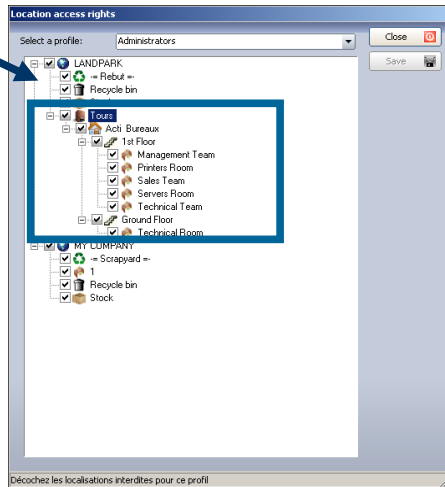 Location access rights
Select a profile: Administrators
Close
Save
LANDPARK
-= Rebut =-
Recycle bin
Tours
Acti Bureaux
1st Floor
Management Team
Printers Room
Sales Team
Servers Room
Technical Team
Ground Floor
Technical Room
MY COMPANY
-= Scrapyard =-
1
Recycle bin
Stock
Décochez les localisations interdites pour ce profil